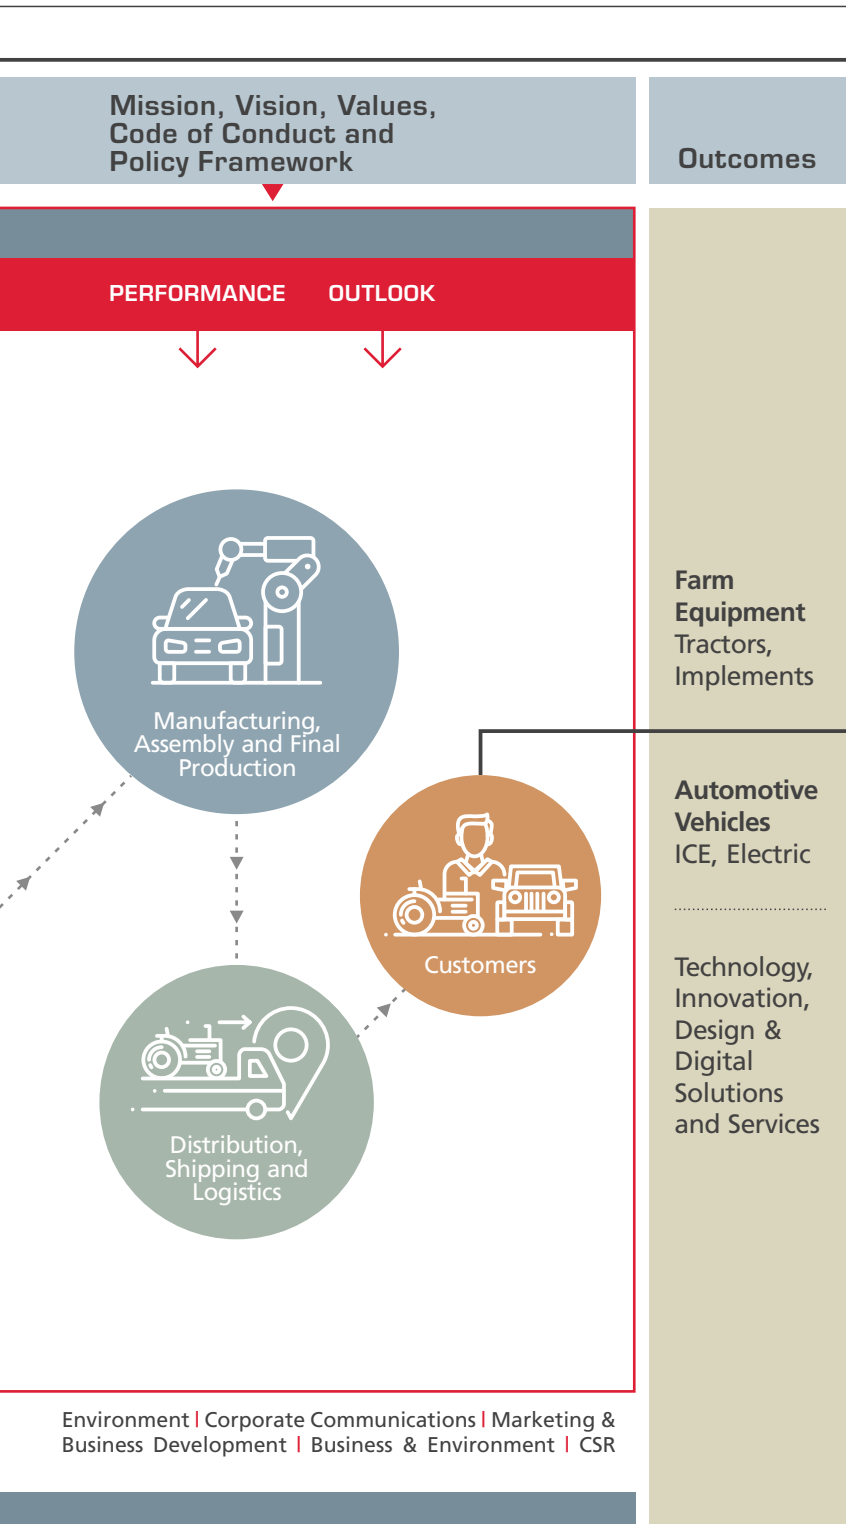 Mission, Vision, Values,
Code of Conduct and
Policy Framework
Outcomes
PERFORMANCE OUTLOOK
Manufacturing,
Assembly and Final
Production
Customers
Distribution,
Shipping and
Logistics
Farm
Equipment
Tractors,
Implements
Automotive
Vehicles
ICE, Electric
Technology,
Innovation,
Design &
Digital
Solutions
and Services
Environment | Corporate Communications | Marketing &
Business Development | Business & Environment | CSR